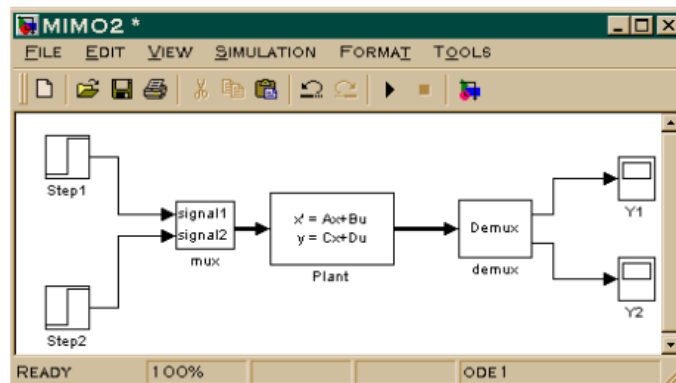 MIMO2 *
FILE EDIT VIEW SIMULATION FORMAT TOOLS
Step1
signal1
signal2
mux
x' = Ax+Bu
y = Cx+Du
Plant
Demux
demux
Y1
Y2
Step2
READY 100% ODE1